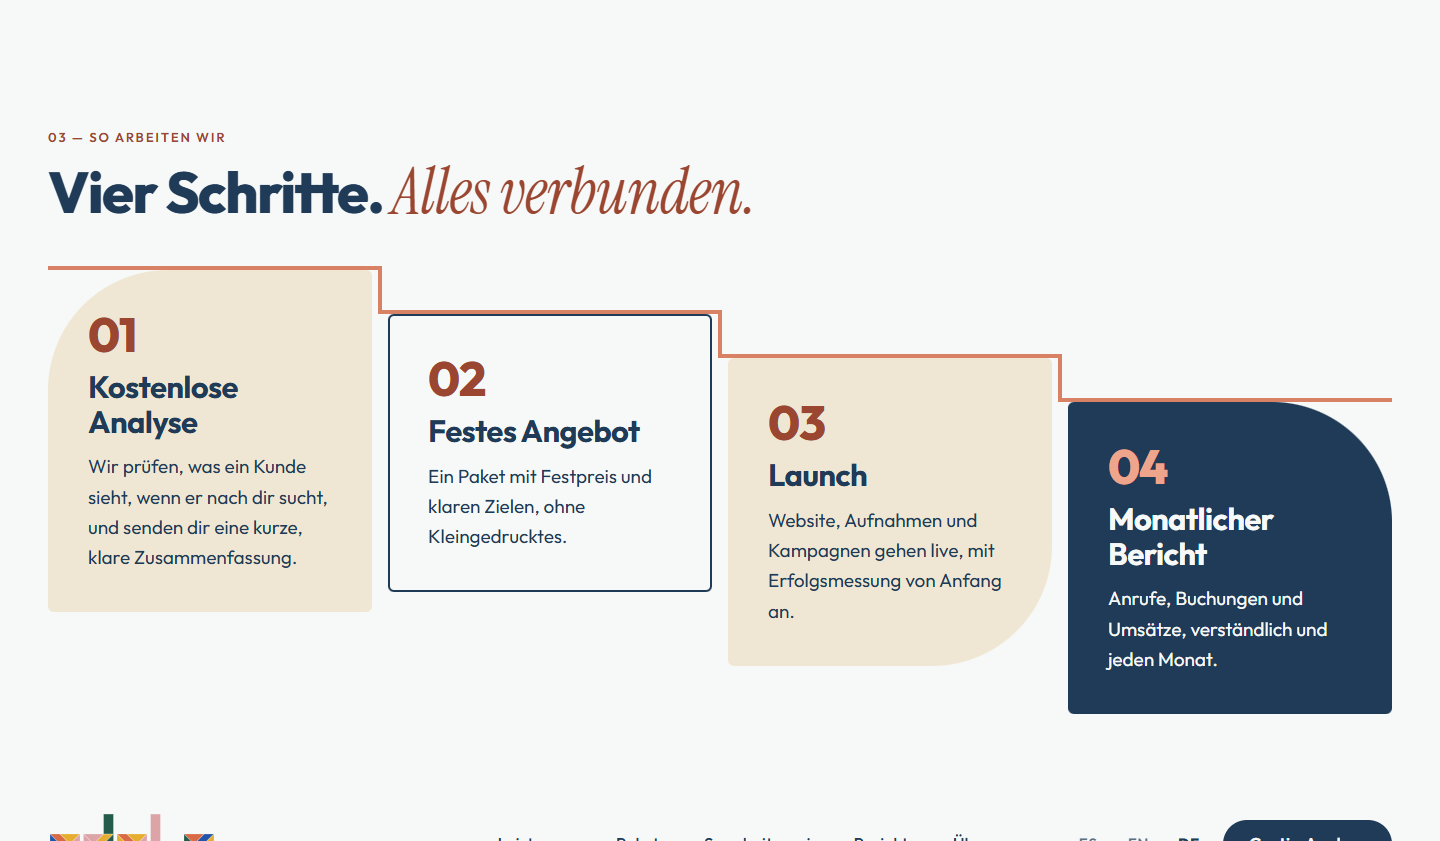 03 — SO ARBEITEN WIR
Vier Schritte. Alles verbunden.
01
Kostenlose
Analyse
Wir prüfen, was ein Kunde
sieht, wenn er nach dir sucht,
und senden dir eine kurze,
klare Zusammenfassung.
02
Festes Angebot
Ein Paket mit Festpreis und
klaren Zielen, ohne
Kleingedrucktes.
03
Launch
Website, Aufnahmen und
Kampagnen gehen live, mit
Erfolgsmessung von Anfang
an.
04
Monatlicher
Bericht
Anrufe, Buchungen und
Umsätze, verständlich und
jeden Monat.
ES EN DE